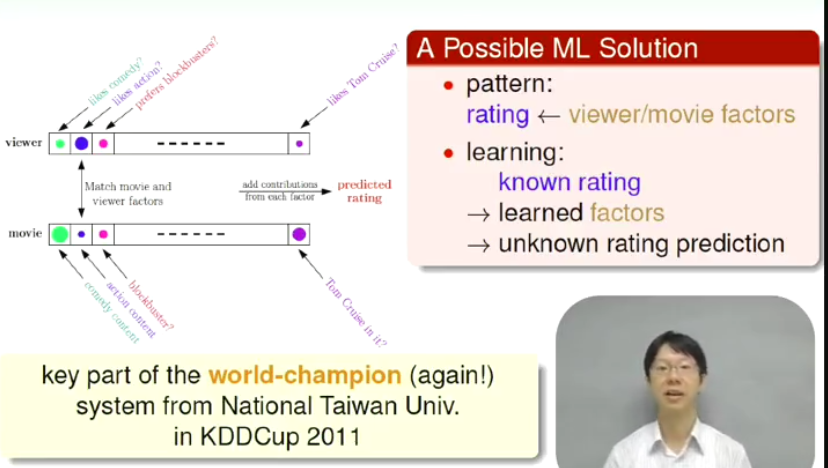 likes comedy?
likes action?
prefers blockbusters?
likes Tom Cruise?
viewer
Match movie and
viewer factors
add contributions
from each factor
predicted
rating
movie
comedy content
action content
blockbuster?
Tom Cruise in it?
A Possible ML Solution
• pattern:
rating ← viewer/movie factors
• learning:
known rating
→ learned factors
→ unknown rating prediction
key part of the world-champion (again!)
system from National Taiwan Univ.
in KDDCup 2011